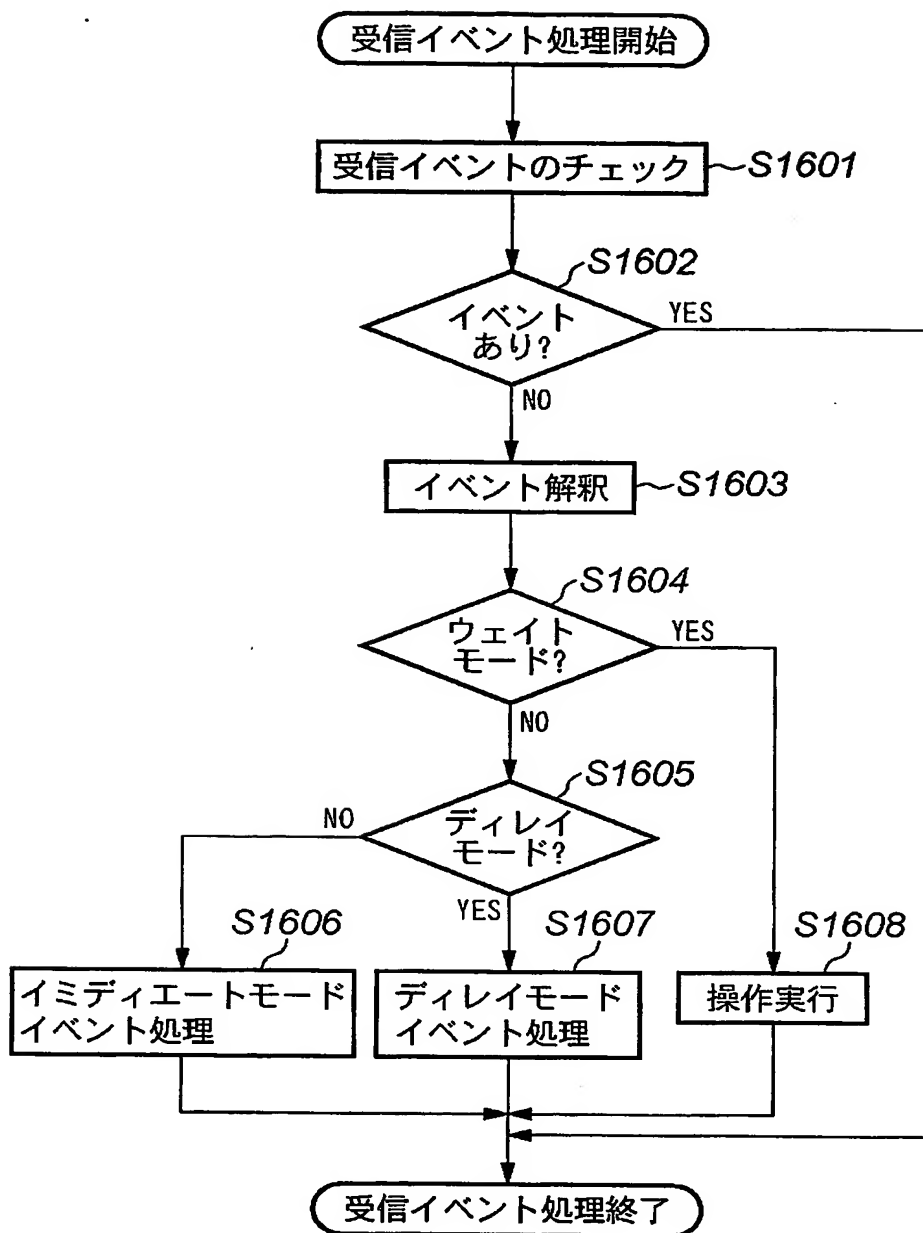 受信イベント処理開始
受信イベントのチェック
S1601
S1602
イベント
あり?
YES
NO
イベント解釈
S1603
S1604
ウェイト
モード?
YES
NO
S1605
ディレイ
モード?
NO
YES
S1606
イミディエートモード
イベント処理
S1607
ディレイモード
イベント処理
S1608
操作実行
受信イベント処理終了